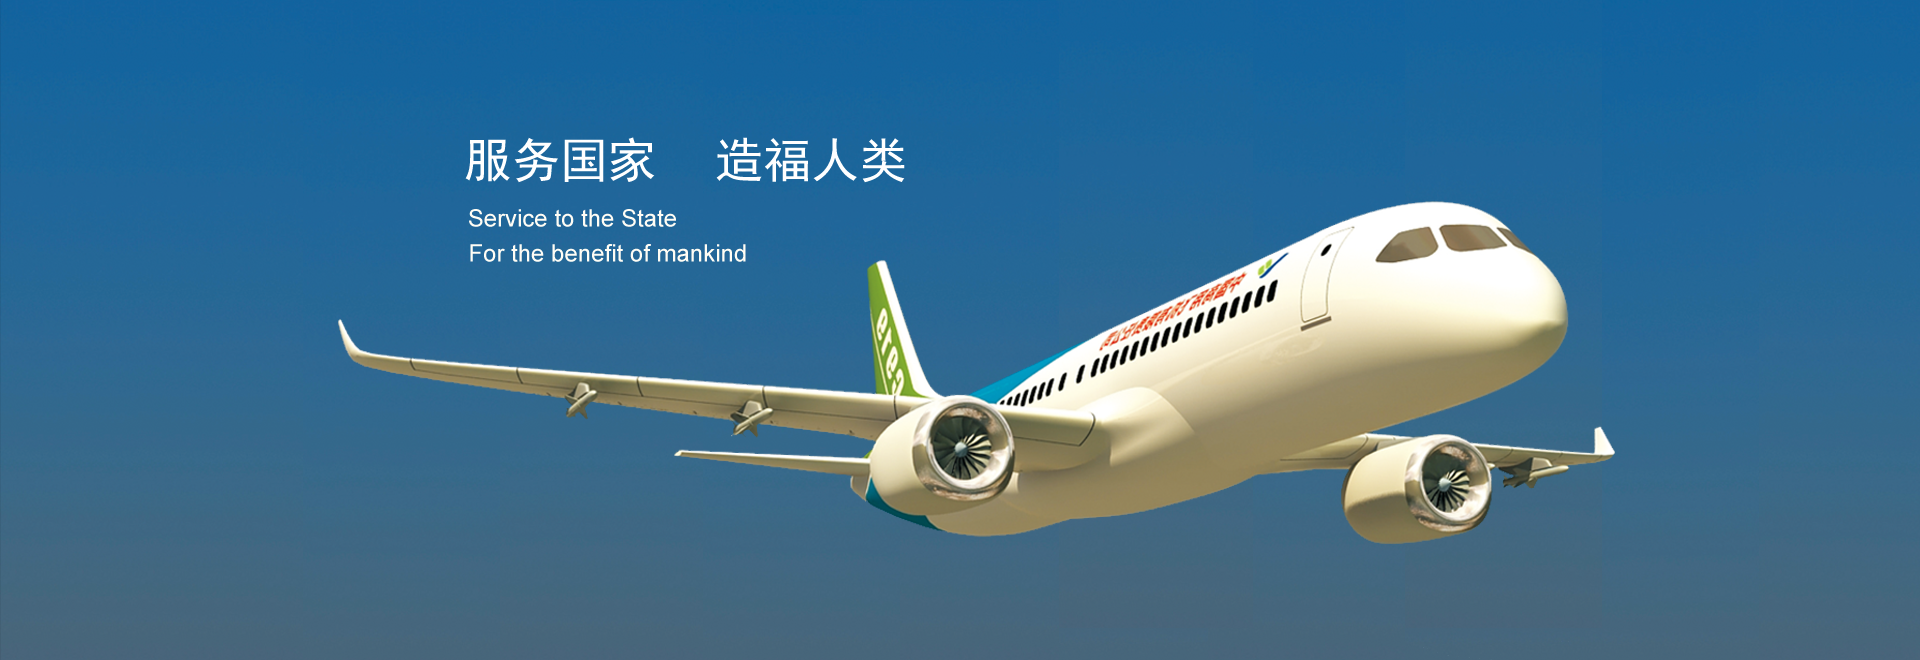 服务国家 造福人类
Service to the State
For the benefit of mankind